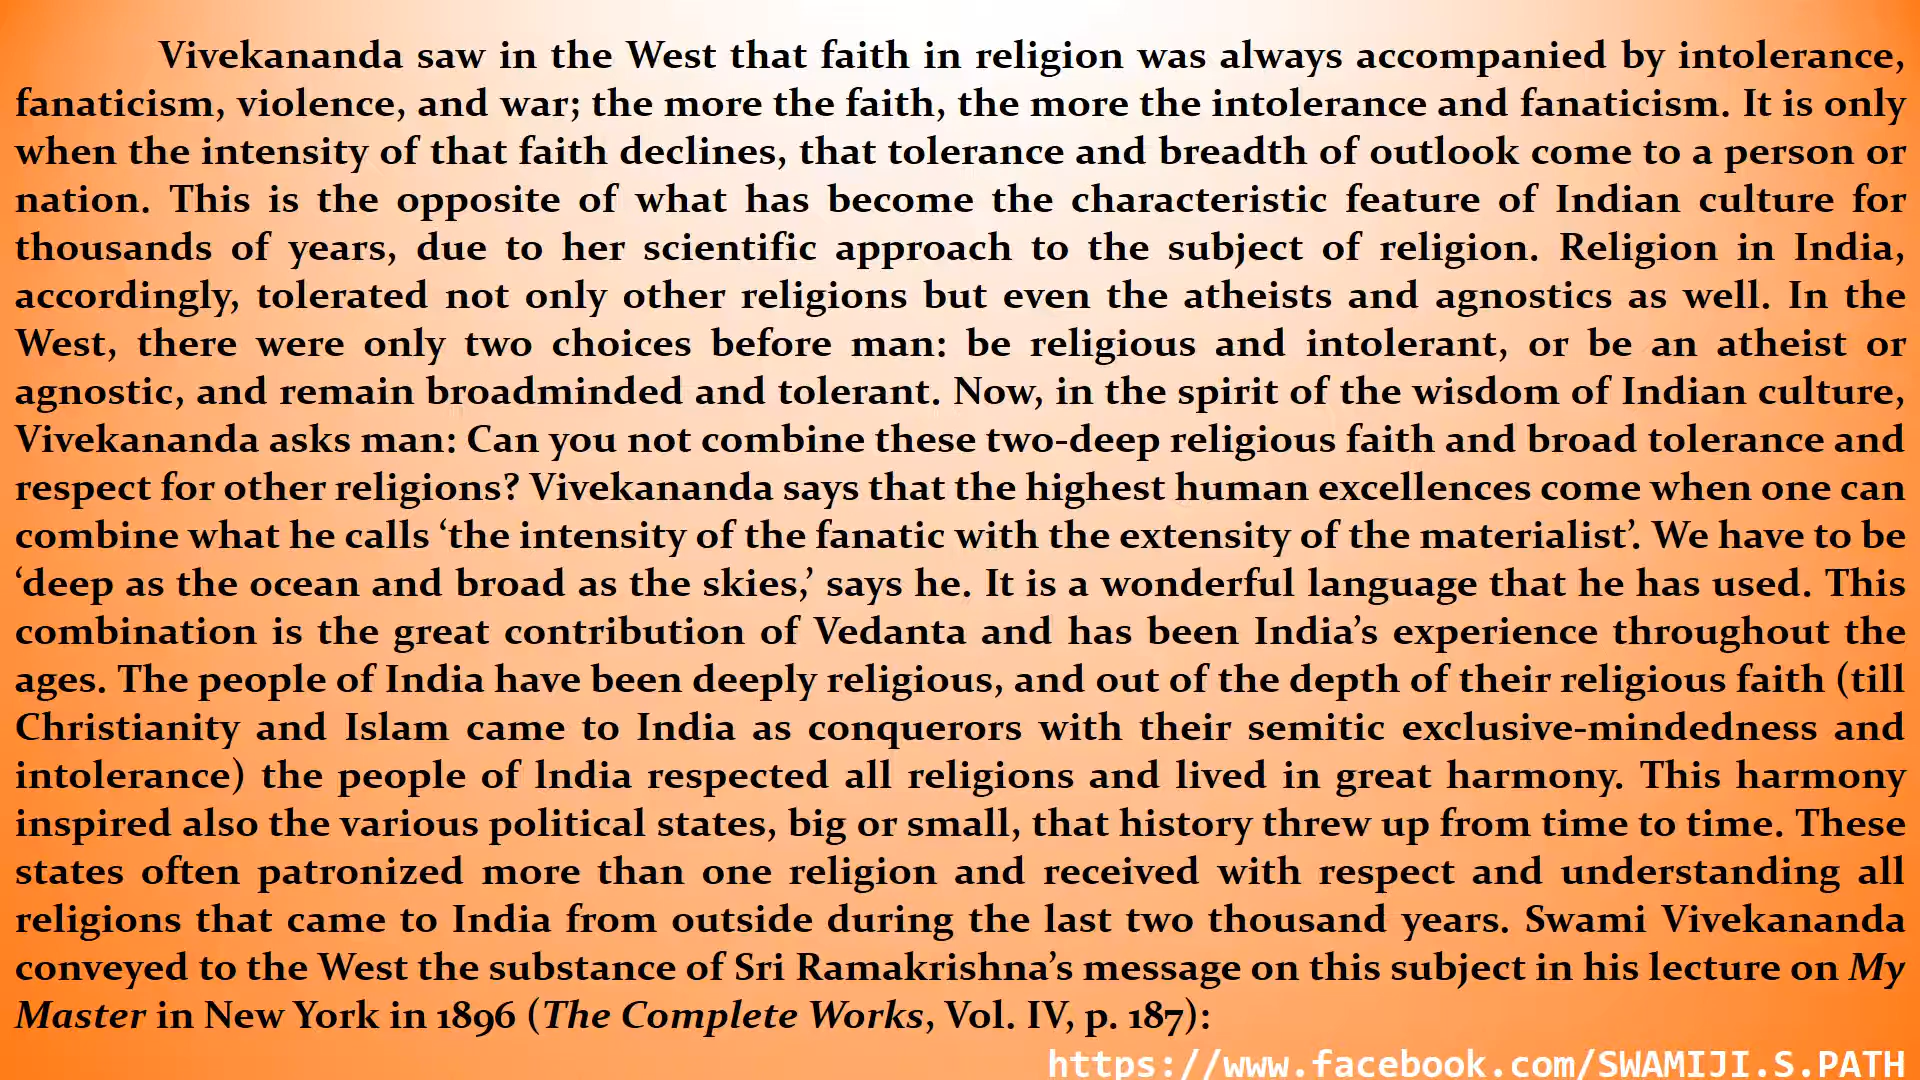 Vivekananda saw in the West that faith in religion was always accompanied by intolerance,
fanaticism, violence, and war; the more the faith, the more the intolerance and fanaticism. It is only
when the intensity of that faith declines, that tolerance and breadth of outlook come to a person or
nation. This is the opposite of what has become the characteristic feature of Indian culture for
thousands of years, due to her scientific approach to the subject of religion. Religion in India,
accordingly, tolerated not only other religions but even the atheists and agnostics as well. In the
West, there were only two choices before man: be religious and intolerant, or be an atheist or
agnostic, and remain broadminded and tolerant. Now, in the spirit of the wisdom of Indian culture,
Vivekananda asks man: Can you not combine these two-deep religious faith and broad tolerance and
respect for other religions? Vivekananda says that the highest human excellences come when one can
combine what he calls ‘the intensity of the fanatic with the extensity of the materialist’. We have to be
‘deep as the ocean and broad as the skies,’ says he. It is a wonderful language that he has used. This
combination is the great contribution of Vedanta and has been India’s experience throughout the
ages. The people of India have been deeply religious, and out of the depth of their religious faith (till
Christianity and Islam came to India as conquerors with their semitic exclusive-mindedness and
intolerance) the people of lndia respected all religions and lived in great harmony. This harmony
inspired also the various political states, big or small, that history threw up from time to time. These
states often patronized more than one religion and received with respect and understanding all
religions that came to India from outside during the last two thousand years. Swami Vivekananda
conveyed to the West the substance of Sri Ramakrishna’s message on this subject in his lecture on My
Master in New York in 1896 (The Complete Works, Vol. IV, p. 187):
https://www.facebook.com/SWAMIJI.S.PATH